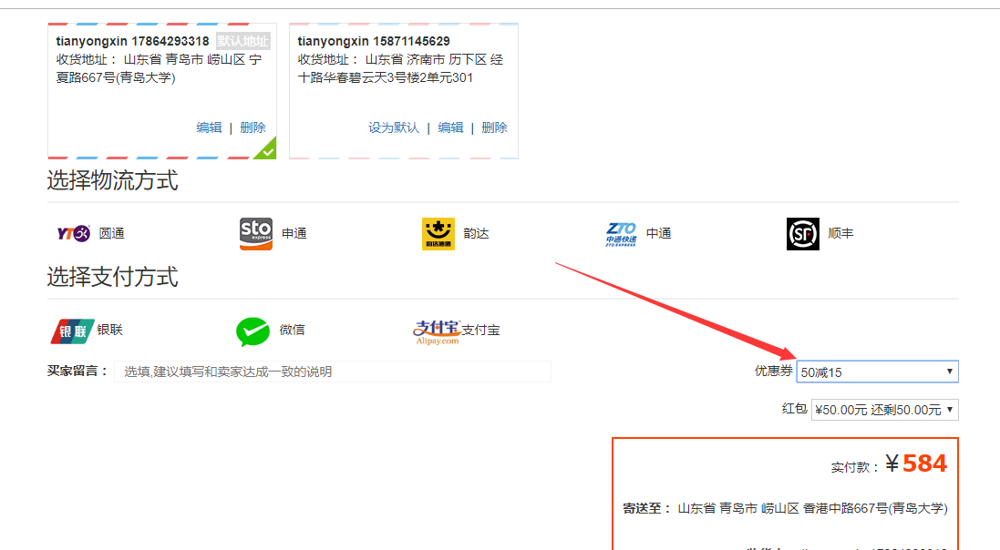 tianyongxin 17864293318 默认地址
收货地址： 山东省 青岛市 崂山区 宁
夏路667号(青岛大学)
编辑 | 删除
tianyongxin 15871145629
收货地址： 山东省 济南市 历下区 经
十路华春碧云天3号楼2单元301
设为默认 | 编辑 | 删除
选择物流方式
YTO 圆通
sto express 申通
韵达速递 韵达
ZTO 中通快递 ZTO EXPRESS 中通
SF 顺丰
选择支付方式
银联 银联
微信
支付宝 Alipay.com 支付宝
买家留言： 选填,建议填写和卖家达成一致的说明
优惠券 50减15
红包 ¥50.00元 还剩50.00元
实付款： ¥584
寄送至： 山东省 青岛市 崂山区 香港中路667号(青岛大学)